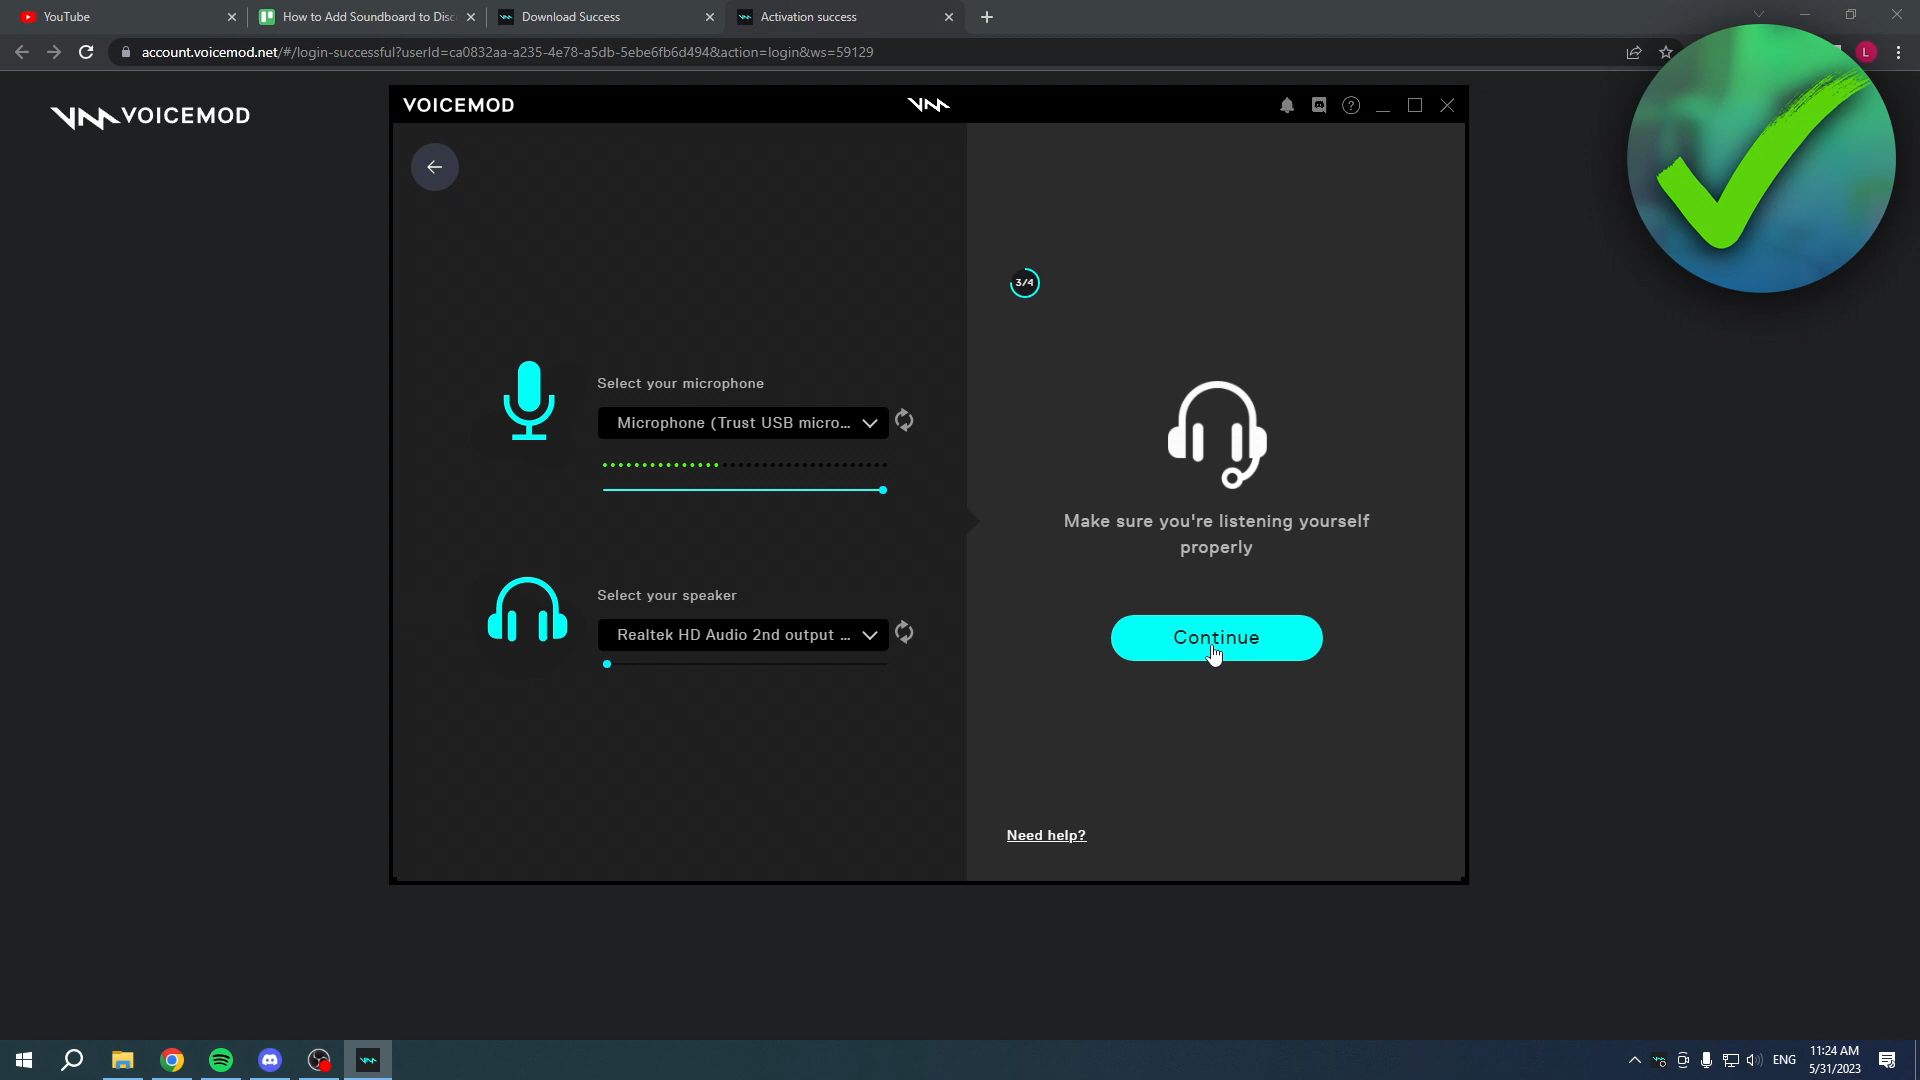 YouTube
How to Add Soundboard to Disc
Download Success
Activation success
account.voicemod.net/#/login-successful?userId=ca0832aa-a235-4e78-a5db-5ebe6fb6d494&action=login&ws=59129
L
VOICEMOD
VOICEMOD
3/4
Select your microphone
Microphone (Trust USB micro...
Make sure you're listening yourself
properly
Select your speaker
Realtek HD Audio 2nd output ...
Continue
Need help?
ENG
11:24 AM
5/31/2023